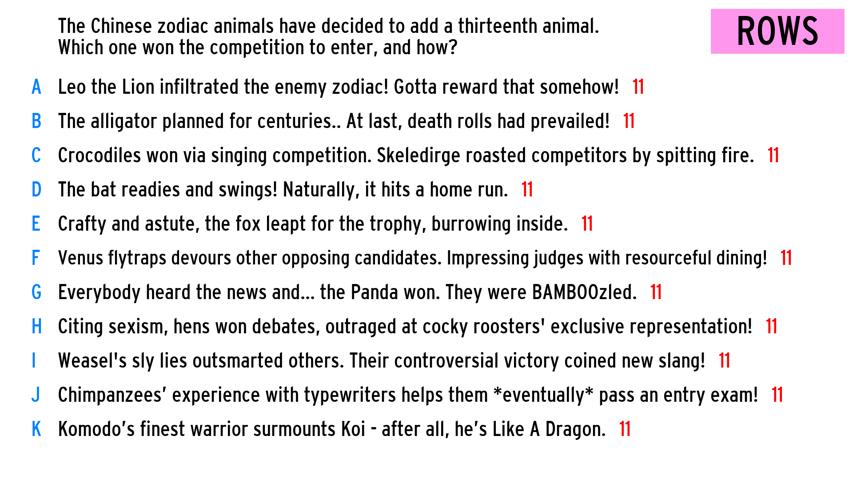 The Chinese zodiac animals have decided to add a thirteenth animal.
Which one won the competition to enter, and how?
ROWS
A Leo the Lion infiltrated the enemy zodiac! Gotta reward that somehow! 11
B The alligator planned for centuries.. At last, death rolls had prevailed! 11
C Crocodiles won via singing competition. Skeledirge roasted competitors by spitting fire. 11
D The bat readies and swings! Naturally, it hits a home run. 11
E Crafty and astute, the fox leapt for the trophy, burrowing inside. 11
F Venus flytraps devours other opposing candidates. Impressing judges with resourceful dining! 11
G Everybody heard the news and... the Panda won. They were BAMBOOzled. 11
H Citing sexism, hens won debates, outraged at cocky roosters' exclusive representation! 11
I Weasel's sly lies outsmarted others. Their controversial victory coined new slang! 11
J Chimpanzees’ experience with typewriters helps them *eventually* pass an entry exam! 11
K Komodo’s finest warrior surmounts Koi - after all, he’s Like A Dragon. 11